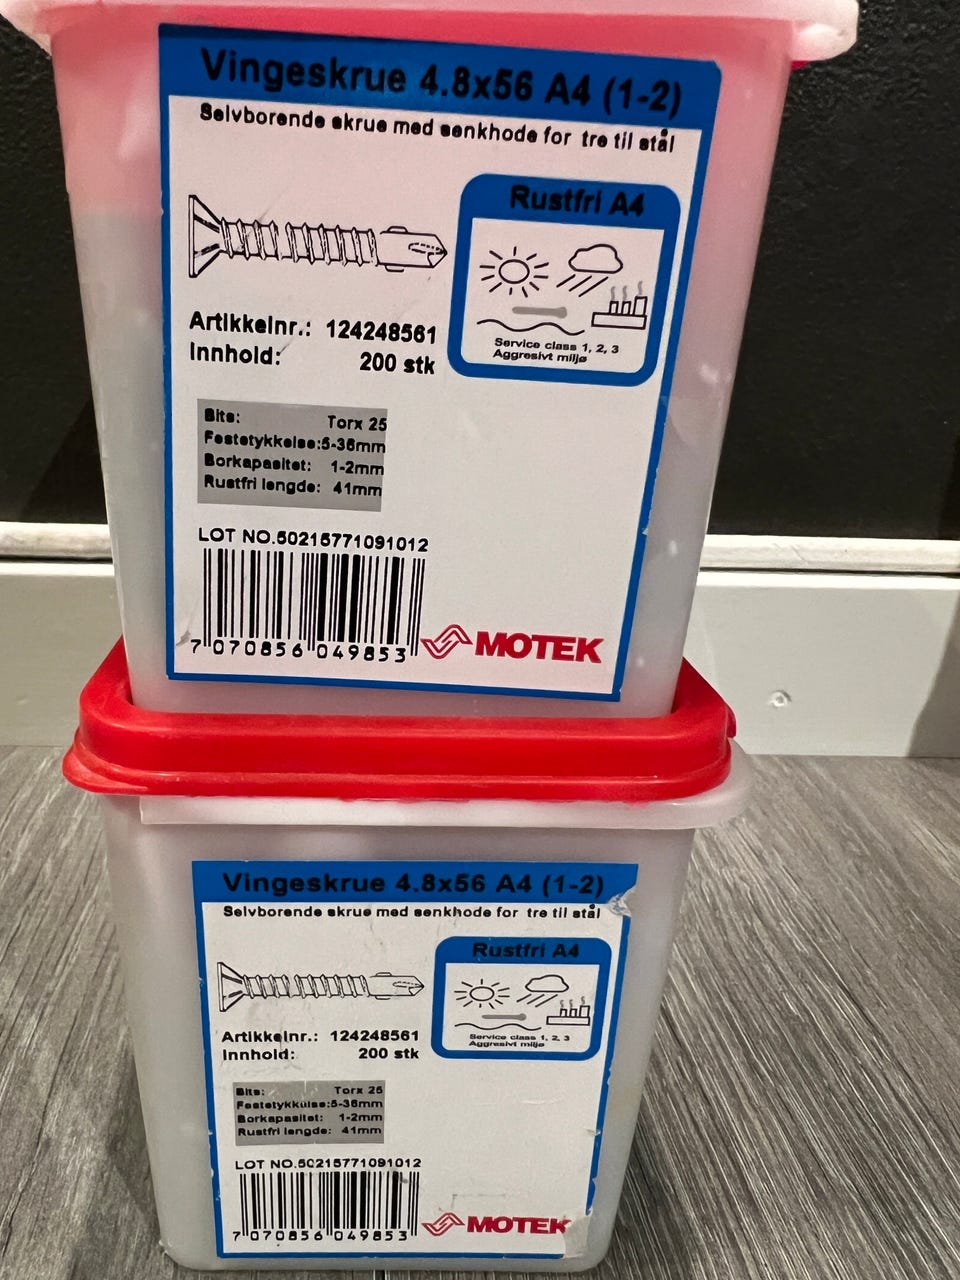 Vingeskrue 4.8x56 A4 (1-2)
Selvborende skrue med senkhode for tre til stål
Rustfri A4
Service class 1, 2, 3
Aggresivt miljø
Artikkelnr.: 124248561
Innhold: 200 stk
Bits: Torx 25
Festetykkelse:5-36mm
Borkapasitet: 1-2mm
Rustfri lengde: 41mm
LOT NO.50215771091012
7 070856 049853
MOTEK
Vingeskrue 4.8x56 A4 (1-2)
Selvborende skrue med senkhode for tre til stål
Rustfri A4
Service class 1, 2, 3
Aggresivt miljø
Artikkelnr.: 124248561
Innhold: 200 stk
Bits: Torx 25
Festetykkelse:5-36mm
Borkapasitet: 1-2mm
Rustfri lengde: 41mm
LOT NO.50215771091012
7 070856 049853
MOTEK